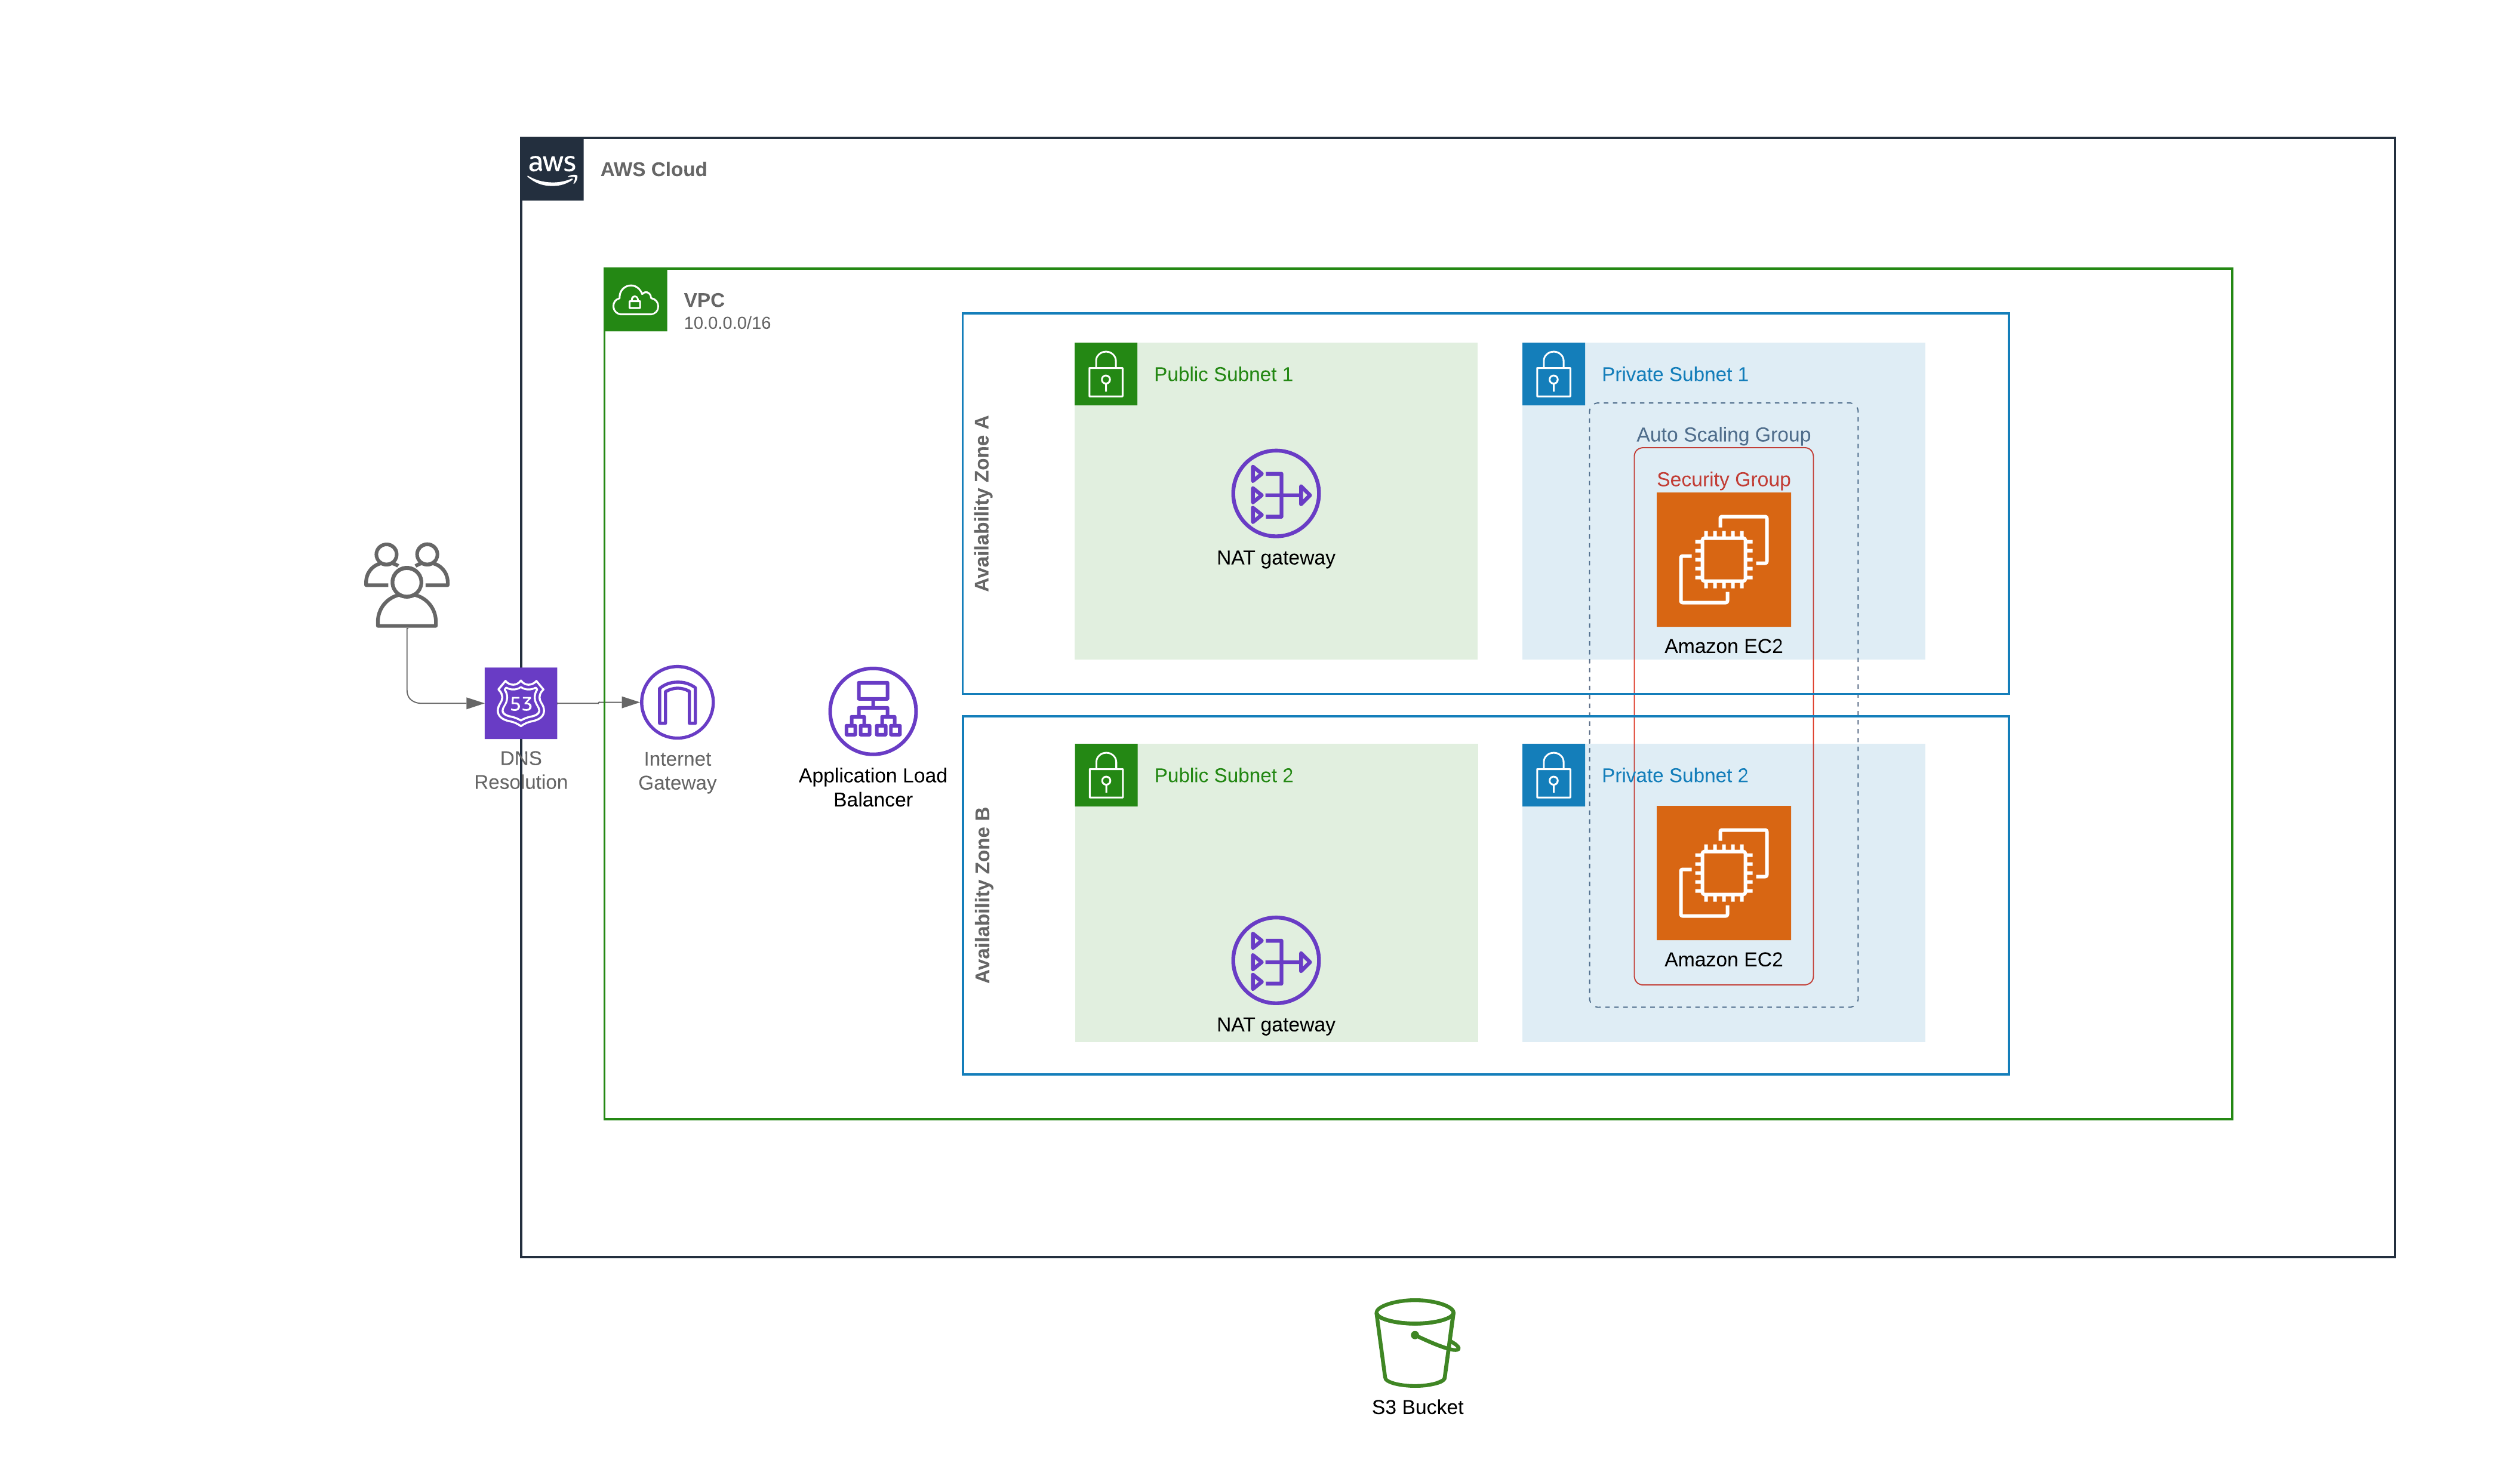 aws
AWS Cloud
VPC
10.0.0.0/16
Availability Zone A
Public Subnet 1
NAT gateway
Private Subnet 1
Auto Scaling Group
Security Group
Amazon EC2
53
DNS
Resolution
Internet
Gateway
Application Load
Balancer
Availability Zone B
Public Subnet 2
NAT gateway
Private Subnet 2
Amazon EC2
S3 Bucket